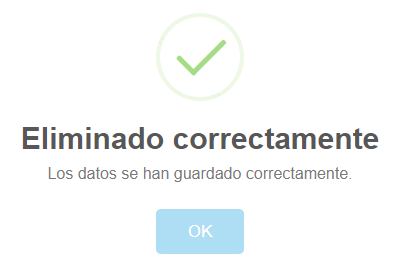 Eliminado correctamente
Los datos se han guardado correctamente.
OK